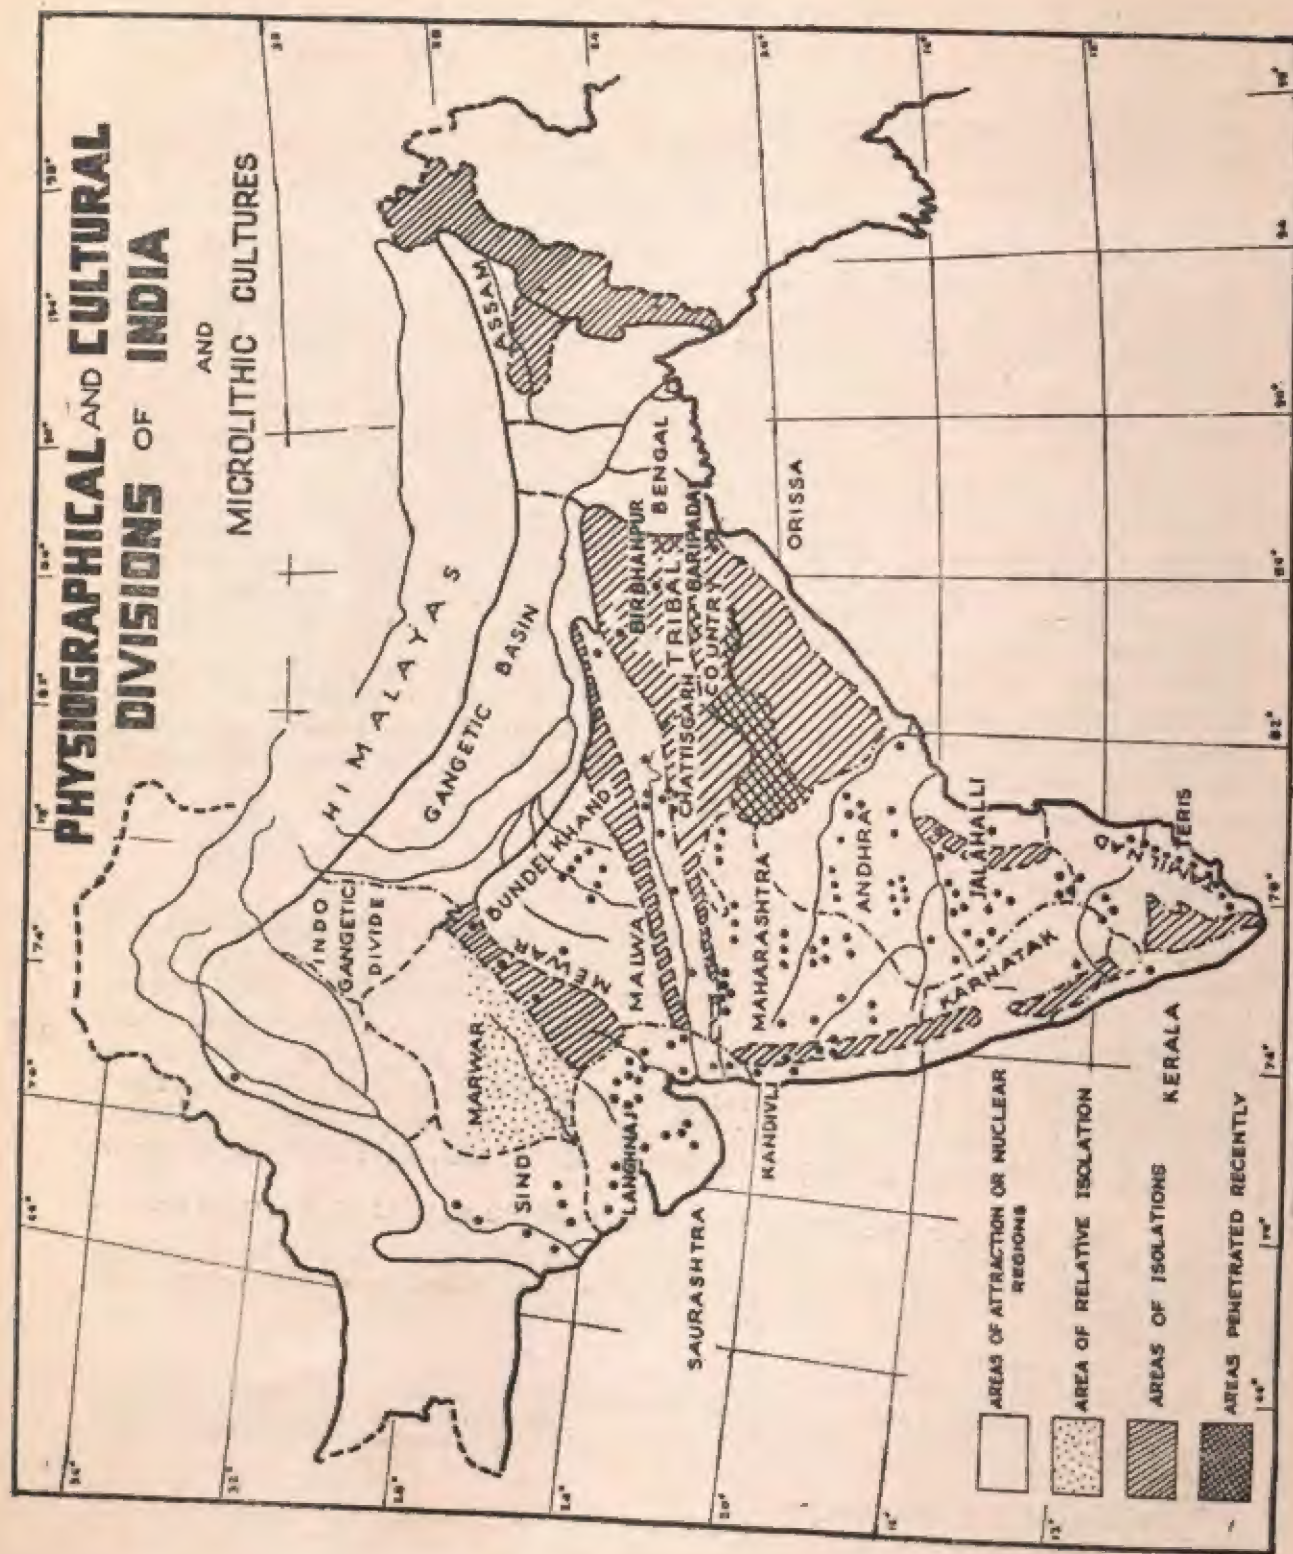 PHYSIOGRAPHICAL AND CULTURAL
DIVISIONS OF INDIA
AND
MICROLITHIC CULTURES
HIMALAYAS
GANGETIC BASIN
INDO
GANGETIC
DIVIDE
ASSAM
MARWAR
MEWAR
BUNDELKHAND
SIND
MALWA
LANGHNAJ
SAURASHTRA
BIRBHANPUR
BENGAL
TRIBAL
COUNTRY
CHATTISGARH
BARIPADA
ORISSA
MAHARASHTRA
KANDIVLI
ANDHRA
KARNATAK
JALAHALLI
TAMILNAD
TERIS
KERALA
AREAS OF ATTRACTION OR NUCLEAR
REGIONS
AREA OF RELATIVE ISOLATION
AREAS OF ISOLATIONS
AREAS PENETRATED RECENTLY